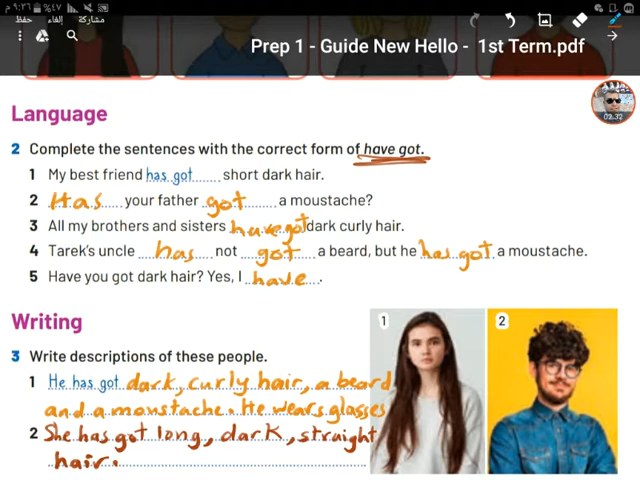 م ٩:٢٦ %٤٧
حفظ إلغاء مشاركة
Prep 1 - Guide New Hello - 1st Term.pdf
02:32
Language
2 Complete the sentences with the correct form of have got.
1 My best friend has got short dark hair.
2 Has your father got a moustache?
3 All my brothers and sisters have got dark curly hair.
4 Tarek's uncle has not got a beard, but he has got a moustache.
5 Have you got dark hair? Yes, I have.
Writing
1 2
3 Write descriptions of these people.
1 He has got dark, curly hair, a beard
and a moustache. He wears glasses
2 She has got long, dark, straight
hair.